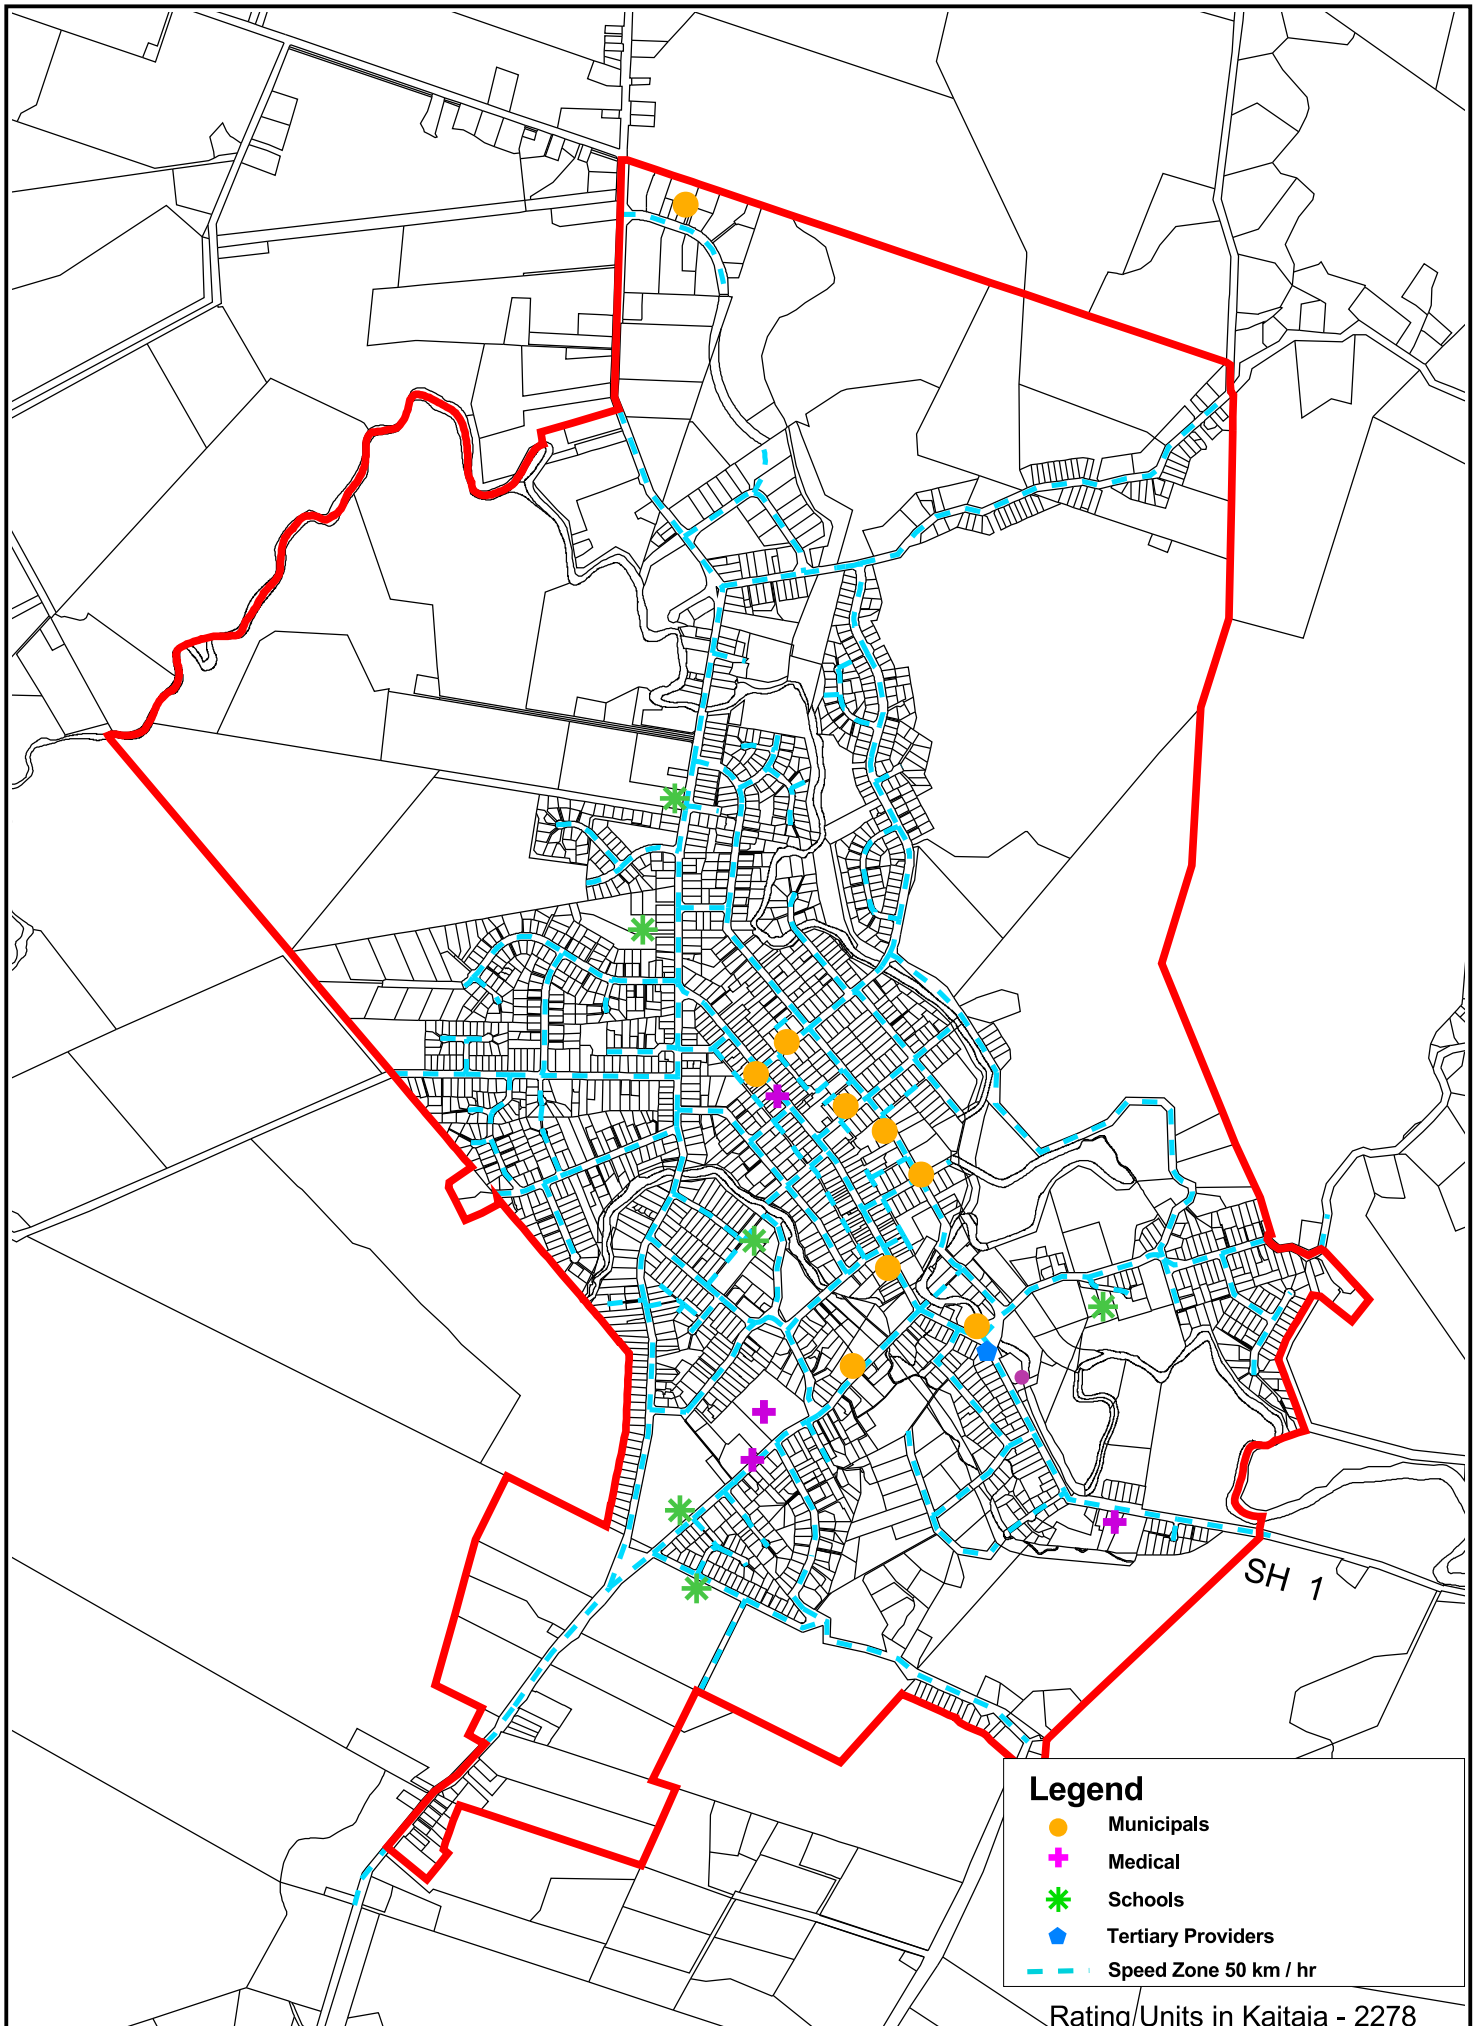 SH 1
Legend
Municipals
Medical
Schools
Tertiary Providers
Speed Zone 50 km / hr
Rating Units in Kaitaia - 2278